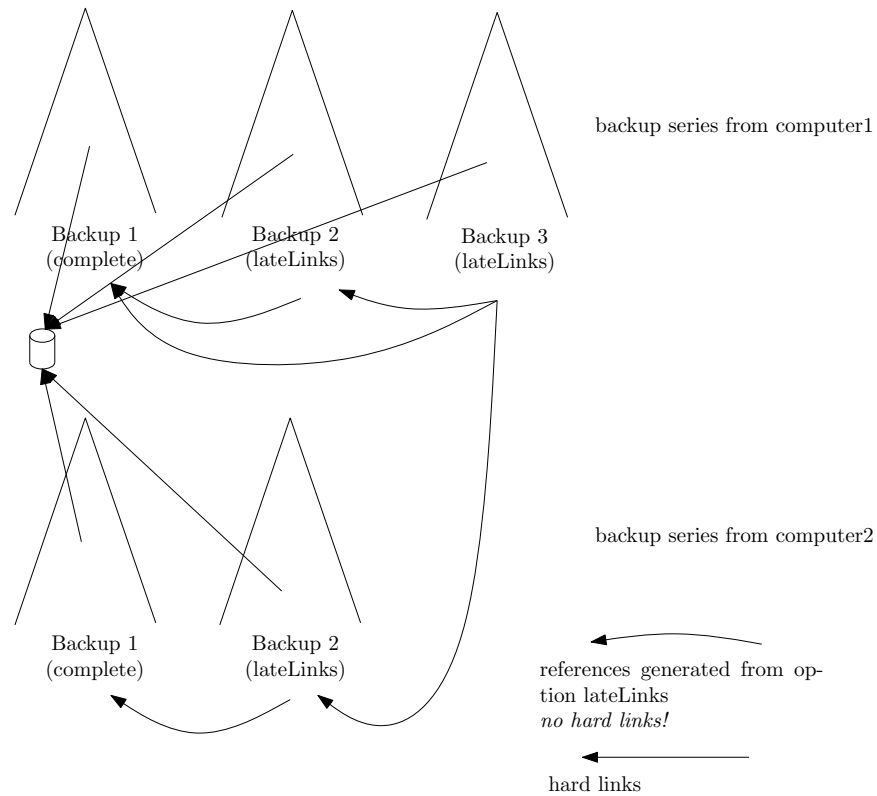 backup series from computer1
Backup 1
(complete)
Backup 2
(lateLinks)
Backup 3
(lateLinks)
backup series from computer2
Backup 1
(complete)
Backup 2
(lateLinks)
references generated from op-
tion lateLinks
no hard links!
hard links